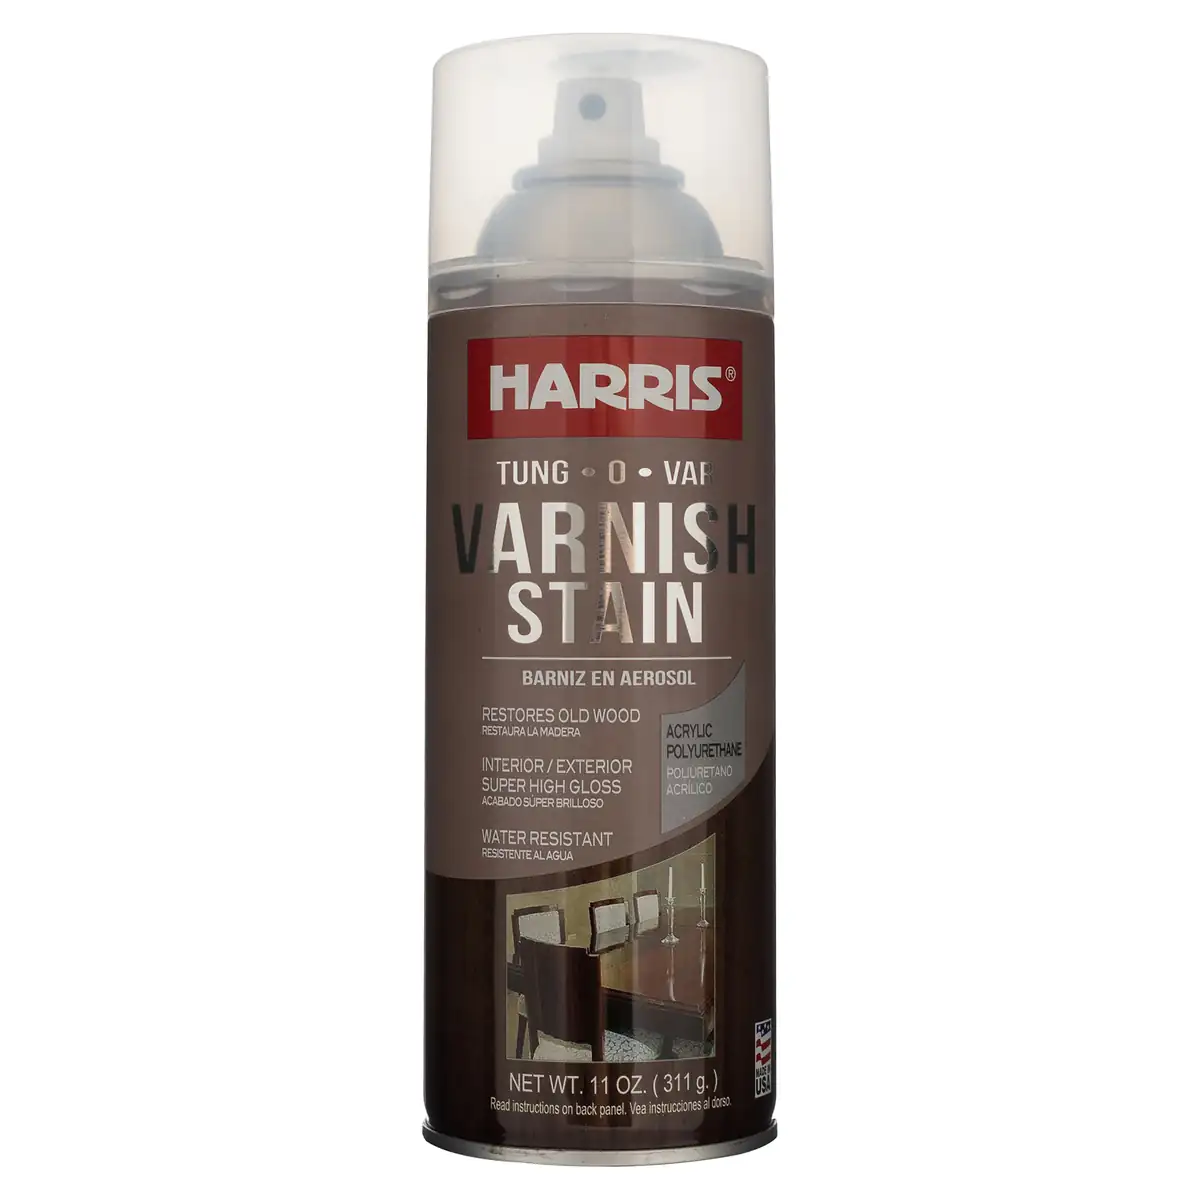 HARRIS®
TUNG • O • VAR
VARNISH
STAIN
BARNIZ EN AEROSOL
RESTORES OLD WOOD
RESTAURA LA MADERA
INTERIOR / EXTERIOR
SUPER HIGH GLOSS
ACABADO SÚPER BRILLOSO
WATER RESISTANT
RESISTENTE AL AGUA
ACRYLIC
POLYURETHANE
POLIURETANO
ACRÍLICO
MADE IN
USA
NET WT. 11 OZ. ( 311 g. )
Read instructions on back panel. Vea instrucciones al dorso.